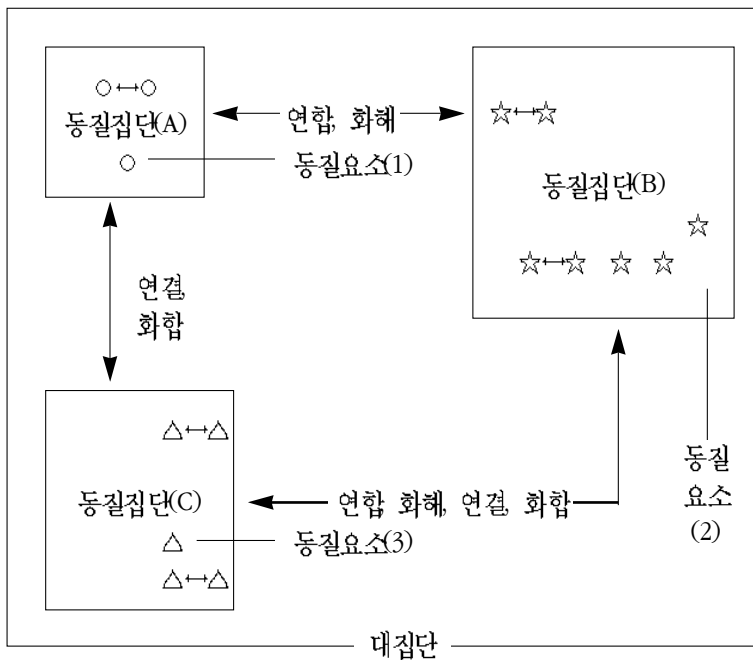 동질집단(A)
연합, 화해
동질요소(1)
동질집단(B)
연결,
화합
동질집단(C)
연합, 화해, 연결, 화합
동질요소(3)
동질
요소
(2)
대집단